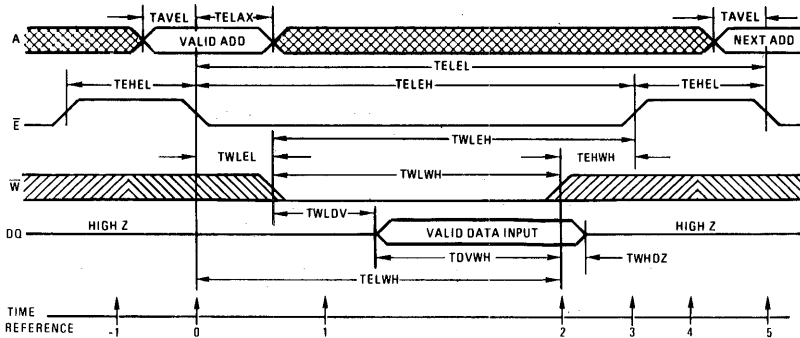 TAVEL TELAX TAVEL
A VALID ADD NEXT ADD
TELEL
TEHEL TELEH TEHEL
E
TWLEH
TWLEL TEHWH
W TWLWH
TWLDV
DQ HIGH Z VALID DATA INPUT HIGH Z
TDVWH TWHDZ
TELWH
TIME
REFERENCE
-1 0 1 2 3 4 5